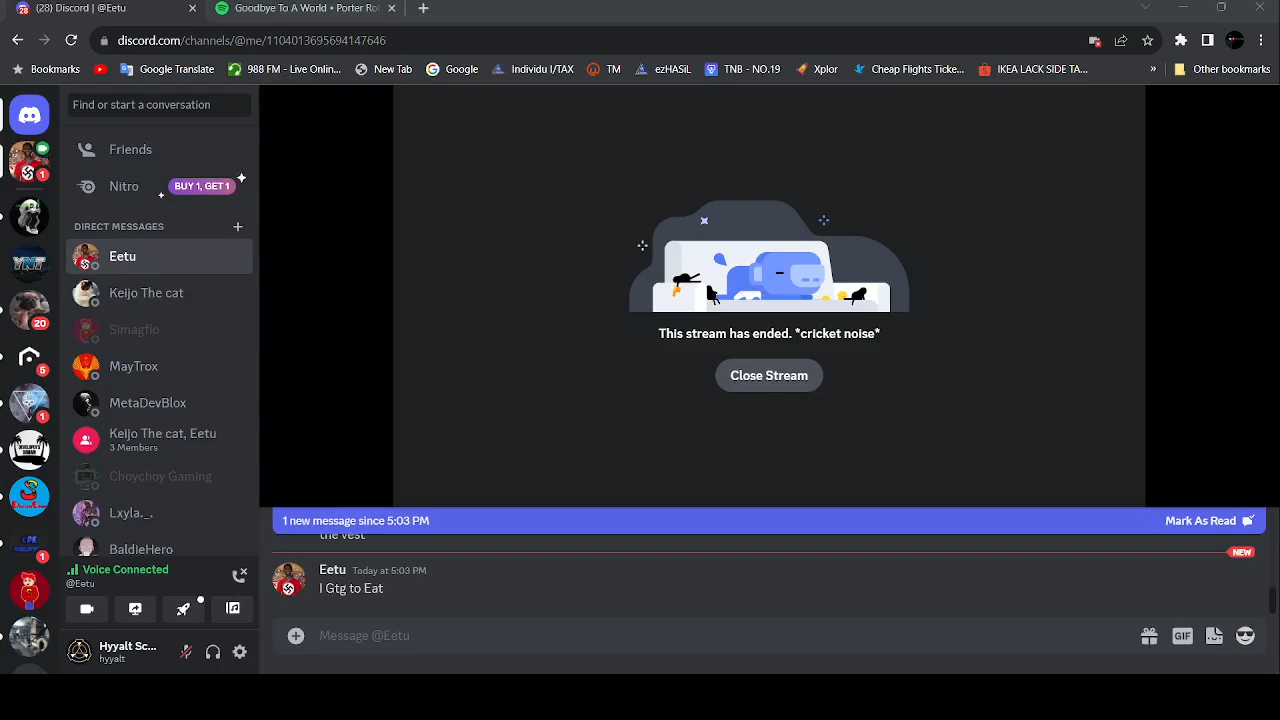 (28) Discord | @Eetu
Goodbye To A World • Porter Rol
discord.com/channels/@me/1104013695694147646
Bookmarks
Google Translate
988 FM - Live Onlin...
New Tab
Google
Individu I/TAX
TM
ezHASiL
TNB - NO.19
Xplor
Cheap Flights Ticke...
IKEA LACK SIDE TA...
»
Other bookmarks
Find or start a conversation
Friends
1
Nitro
BUY 1, GET 1
DIRECT MESSAGES
Eetu
YNT
Keijo The cat
20
Simagflo
5
MayTrox
1
MetaDevBlox
Keijo The cat, Eetu
3 Members
Choychoy Gaming
Lxyla._.
1
BaldieHero
Voice Connected
@Eetu
Hyyalt Sc...
hyyalt
This stream has ended. *cricket noise*
Close Stream
1 new message since 5:03 PM
Mark As Read
the vest
NEW
Eetu Today at 5:03 PM
I Gtg to Eat
Message @Eetu
GIF